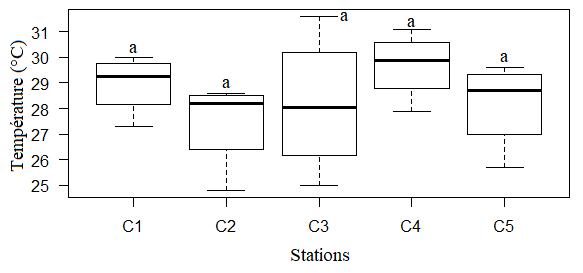 Température (°C)
31
30
29
28
27
26
25
a
a
a
a
a
C1 C2 C3 C4 C5
Stations